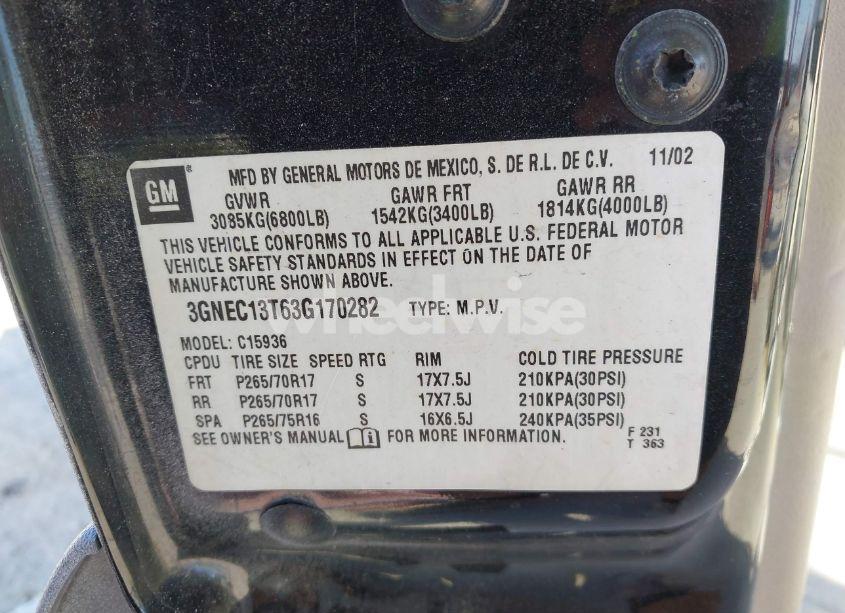 GM
MFD BY GENERAL MOTORS DE MEXICO, S. DE R.L. DE C.V. 11/02
GVWR GAWR FRT GAWR RR
3085KG(6800LB) 1542KG(3400LB) 1814KG(4000LB)
THIS VEHICLE CONFORMS TO ALL APPLICABLE U.S. FEDERAL MOTOR
VEHICLE SAFETY STANDARDS IN EFFECT ON THE DATE OF
MANUFACTURE SHOWN ABOVE.
3GNEC13T63G170282 TYPE: M.P.V.
wheelwise
MODEL: C15936
CPDU TIRE SIZE SPEED RTG RIM COLD TIRE PRESSURE
FRT P265/70R17 S 17X7.5J 210KPA(30PSI)
RR P265/70R17 S 17X7.5J 210KPA(30PSI)
SPA P265/75R16 S 16X6.5J 240KPA(35PSI)
SEE OWNER'S MANUAL i FOR MORE INFORMATION.
F 231
T 363